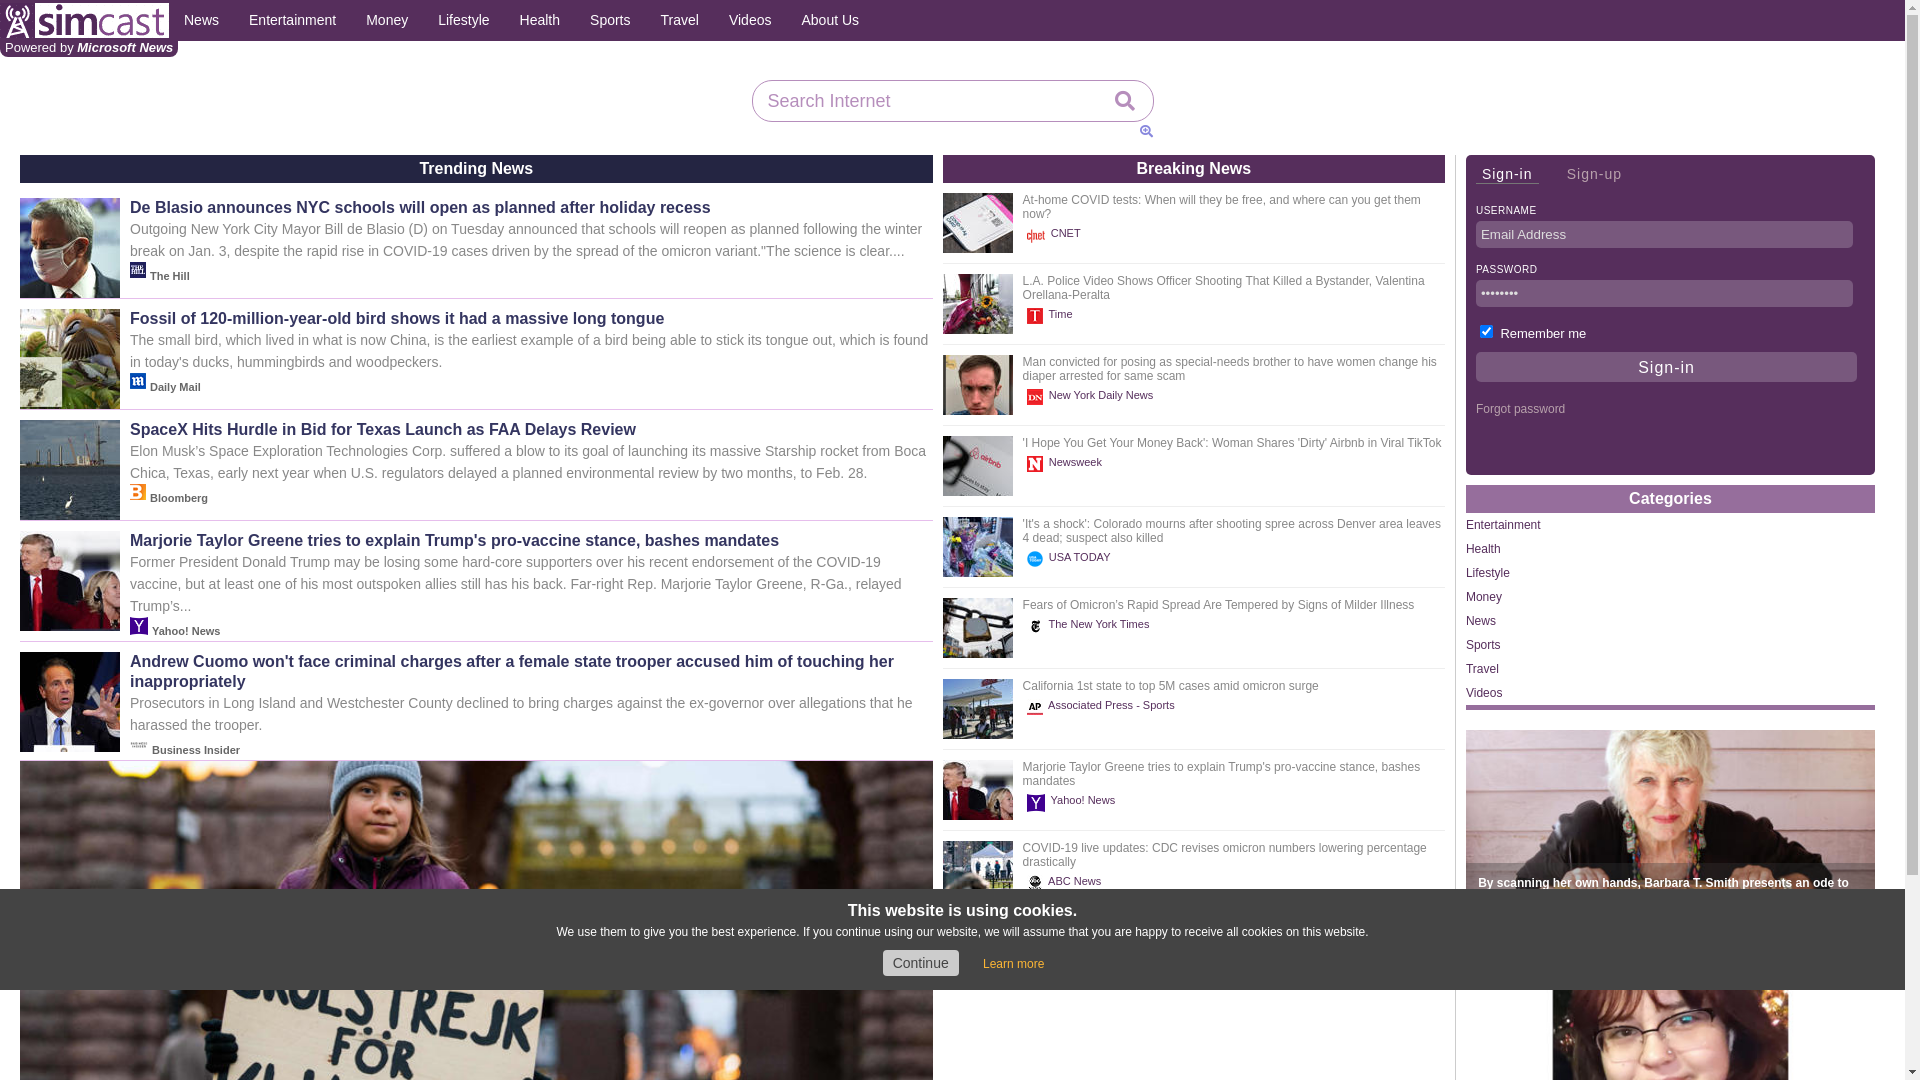 simcast
News
Entertainment
Money
Lifestyle
Health
Sports
Travel
Videos
About Us
Powered by Microsoft News
Search Internet
Trending News
De Blasio announces NYC schools will open as planned after holiday recess
Outgoing New York City Mayor Bill de Blasio (D) on Tuesday announced that schools will reopen as planned following the winter
break on Jan. 3, despite the rapid rise in COVID-19 cases driven by the spread of the omicron variant."The science is clear....
The Hill
Fossil of 120-million-year-old bird shows it had a massive long tongue
The small bird, which lived in what is now China, is the earliest example of a bird being able to stick its tongue out, which is found
in today's ducks, hummingbirds and woodpeckers.
Daily Mail
SpaceX Hits Hurdle in Bid for Texas Launch as FAA Delays Review
Elon Musk's Space Exploration Technologies Corp. suffered a blow to its goal of launching its massive Starship rocket from Boca
Chica, Texas, early next year when U.S. regulators delayed a planned environmental review by two months, to Feb. 28.
Bloomberg
Marjorie Taylor Greene tries to explain Trump's pro-vaccine stance, bashes mandates
Former President Donald Trump may be losing some hard-core supporters over his recent endorsement of the COVID-19
vaccine, but at least one of his most outspoken allies still has his back. Far-right Rep. Marjorie Taylor Greene, R-Ga., relayed
Trump's...
Yahoo! News
Andrew Cuomo won't face criminal charges after a female state trooper accused him of touching her
inappropriately
Prosecutors in Long Island and Westchester County declined to bring charges against the ex-governor over allegations that he
harassed the trooper.
Business Insider
SKOLSTREJK
FÖR
Breaking News
At-home COVID tests: When will they be free, and where can you get them
now?
CNET
L.A. Police Video Shows Officer Shooting That Killed a Bystander, Valentina
Orellana-Peralta
Time
Man convicted for posing as special-needs brother to have women change his
diaper arrested for same scam
New York Daily News
'I Hope You Get Your Money Back': Woman Shares 'Dirty' Airbnb in Viral TikTok
Newsweek
'It's a shock': Colorado mourns after shooting spree across Denver area leaves
4 dead; suspect also killed
USA TODAY
Fears of Omicron's Rapid Spread Are Tempered by Signs of Milder Illness
The New York Times
California 1st state to top 5M cases amid omicron surge
Associated Press - Sports
Marjorie Taylor Greene tries to explain Trump's pro-vaccine stance, bashes
mandates
Yahoo! News
COVID-19 live updates: CDC revises omicron numbers lowering percentage
drastically
ABC News
Sign-in
Sign-up
USERNAME
Email Address
PASSWORD
••••••••
Remember me
Sign-in
Forgot password
Categories
Entertainment
Health
Lifestyle
Money
News
Sports
Travel
Videos
By scanning her own hands, Barbara T. Smith presents an ode to
This website is using cookies.
We use them to give you the best experience. If you continue using our website, we will assume that you are happy to receive all cookies on this website.
Continue
Learn more